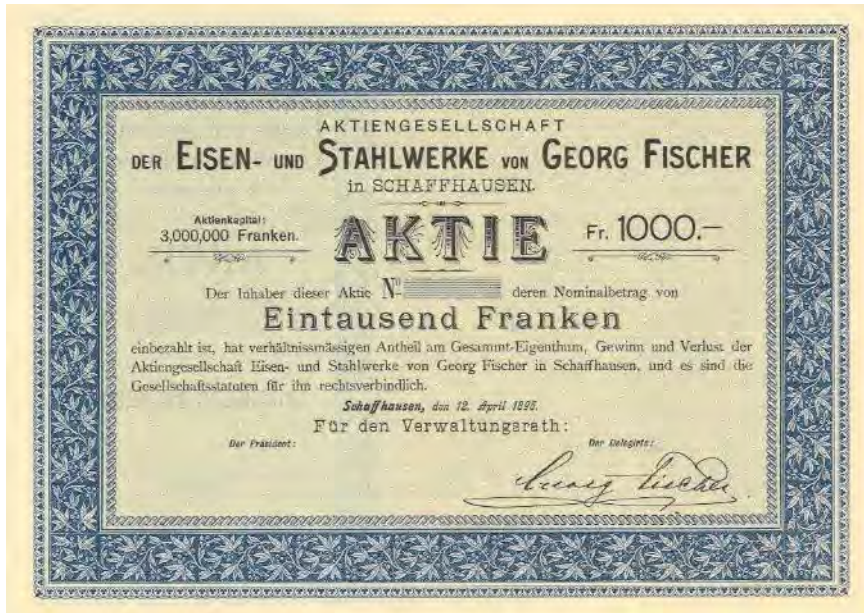 AKTIENGESELLSCHAFT
DER EISEN- UND STAHLWERKE VON GEORG FISCHER
in SCHAFFHAUSEN.
Aktienkapital:
3,000,000 Franken.
AKTIE
Fr. 1000.–
Der Inhaber dieser Aktie No deren Nominalbetrag von
Eintausend Franken
einbezahlt ist, hat verhältnissmässigen Antheil am Gesammt-Eigenthum, Gewinn und Verlust der
Aktiengesellschaft Eisen- und Stahlwerke von Georg Fischer in Schaffhausen, und es sind die
Gesellschaftsstatuten für ihn rechtsverbindlich.
Schaffhausen, den 12. April 1896.
Für den Verwaltungsrath:
Der Präsident:
Der Delegirte:
Georg Fischer